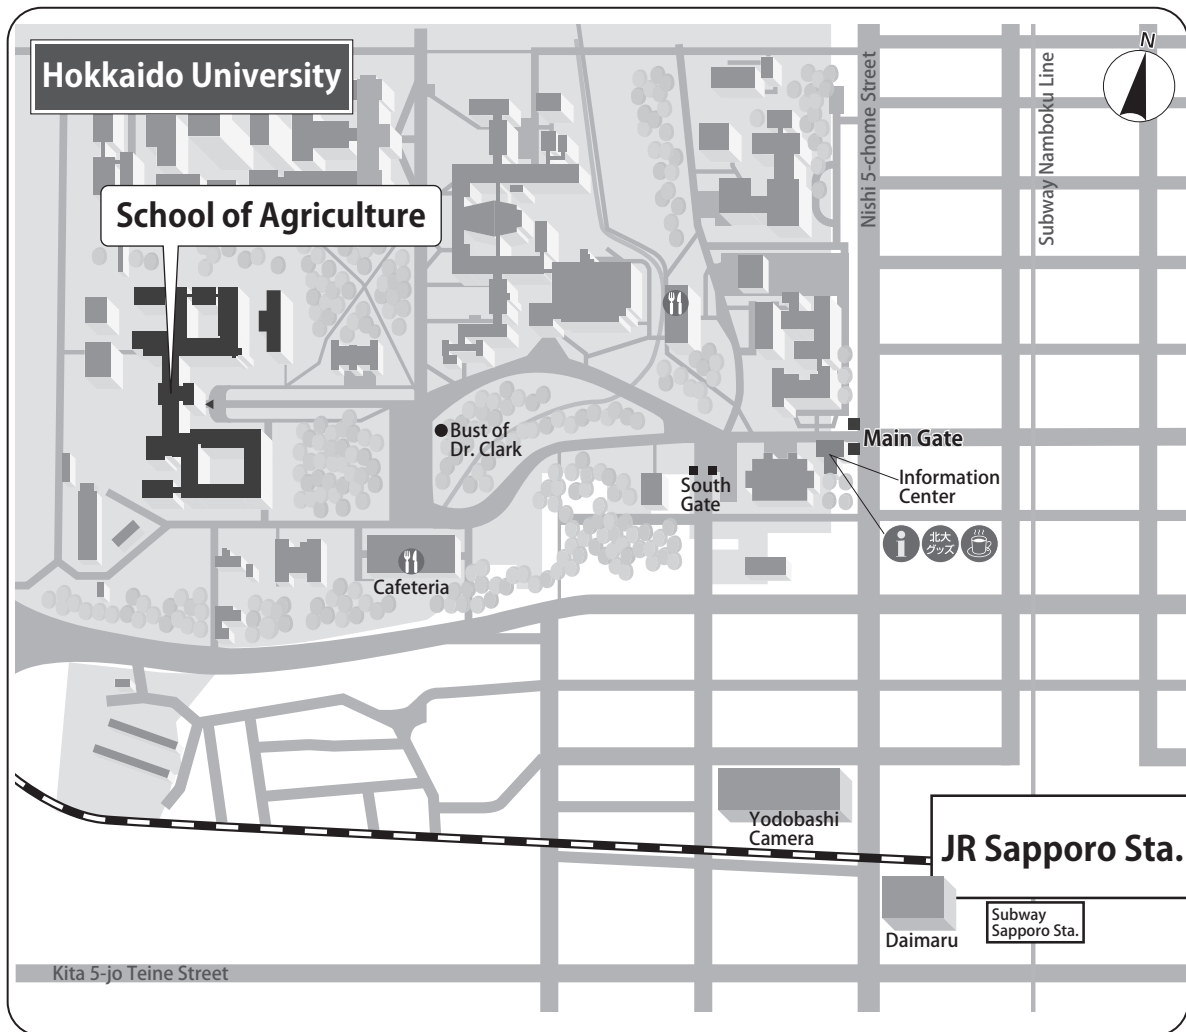 N
Hokkaido University
Nishi 5-chome Street
Subway Namboku Line
School of Agriculture
Bust of
Dr. Clark
Main Gate
South
Gate
Information
Center
i
北大
グッズ
Cafeteria
Yodobashi
Camera
JR Sapporo Sta.
Daimaru
Subway
Sapporo Sta.
Kita 5-jo Teine Street